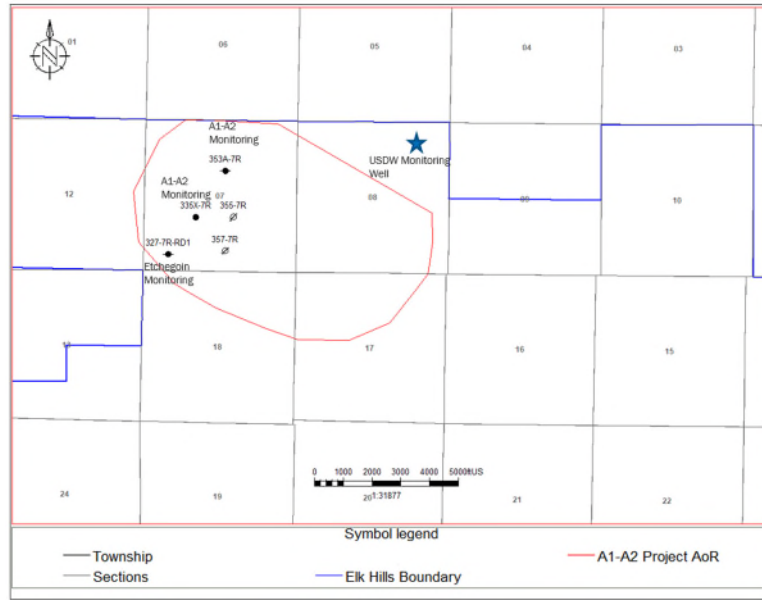 N
01
06
05
04
03
A1-A2
Monitoring
353A-7R
USDW Monitoring
Well
12
A1-A2
Monitoring
07
335X-7R
355-7R
08
09
10
327-7R-RD1
357-7R
Etchegoin
Monitoring
13
18
17
16
15
0 1000 2000 3000 4000 5000ftUS
1:31877
24
19
20
21
22
Symbol legend
Township
Sections
Elk Hills Boundary
A1-A2 Project AoR